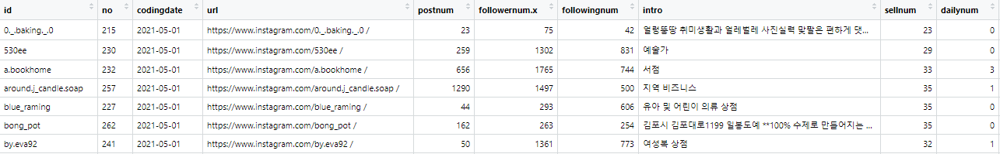 id no codingdate url postnum followernum.x followingnum intro sellnum dailynum
0._.baking._.0 215 2021-05-01 https://www.instagram.com/0._.baking._.0 / 23 75 42 얼렁뚱땅 취미생활과 얼레벌레 사진실력 맞팔은 편하게 댓... 23 0
530ee 230 2021-05-01 https://www.instagram.com/530ee / 259 1302 831 예술가 29 0
a.bookhome 232 2021-05-01 https://www.instagram.com/a.bookhome / 656 1765 744 서점 33 3
around.j_candle.soap 257 2021-05-01 https://www.instagram.com/around.j_candle.soap / 1290 1497 500 지역 비즈니스 35 1
blue_raming 227 2021-05-01 https://www.instagram.com/blue_raming / 44 293 606 유아 및 어린이 의류 상점 35 0
bong_pot 262 2021-05-01 https://www.instagram.com/bong_pot / 162 263 254 김포시 김포대로1199 일봉도예 **100% 수제로 만들어지는 ... 35 0
by.eva92 241 2021-05-01 https://www.instagram.com/by.eva92 / 50 1361 773 여성복 상점 32 1